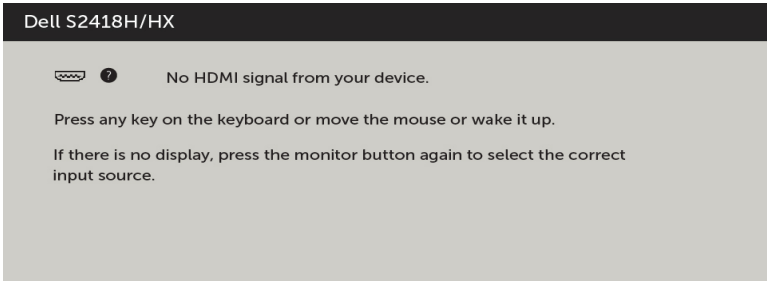 Dell S2418H/HX
? No HDMI signal from your device.
Press any key on the keyboard or move the mouse or wake it up.
If there is no display, press the monitor button again to select the correct
input source.